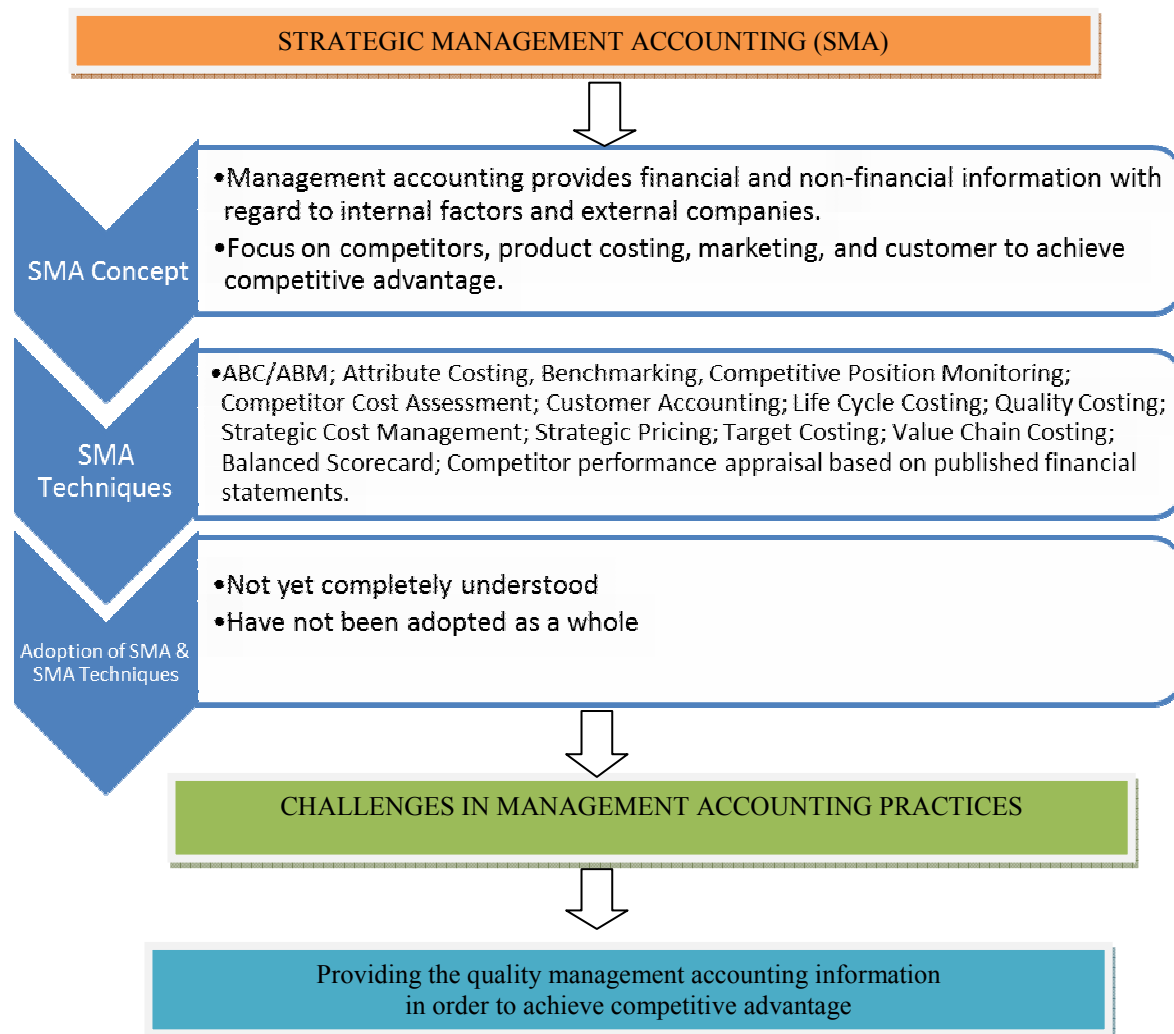 STRATEGIC MANAGEMENT ACCOUNTING (SMA)
SMA Concept
•Management accounting provides financial and non-financial information with
regard to internal factors and external companies.
•Focus on competitors, product costing, marketing, and customer to achieve
competitive advantage.
SMA
Techniques
•ABC/ABM; Attribute Costing, Benchmarking, Competitive Position Monitoring;
Competitor Cost Assessment; Customer Accounting; Life Cycle Costing; Quality Costing;
Strategic Cost Management; Strategic Pricing; Target Costing; Value Chain Costing;
Balanced Scorecard; Competitor performance appraisal based on published financial
statements.
Adoption of SMA &
SMA Techniques
•Not yet completely understood
•Have not been adopted as a whole
CHALLENGES IN MANAGEMENT ACCOUNTING PRACTICES
Providing the quality management accounting information
in order to achieve competitive advantage